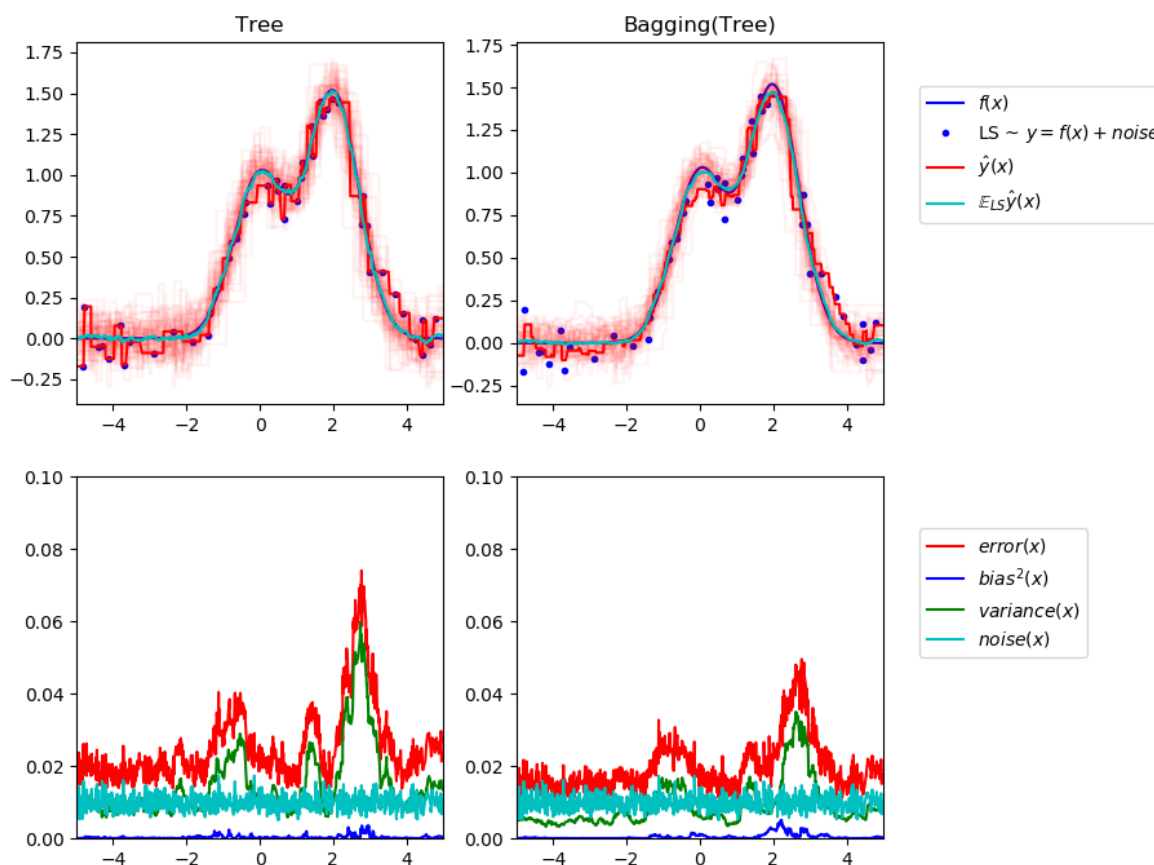 Tree
Bagging(Tree)
1.75
1.50
1.25
1.00
0.75
0.50
0.25
0.00
−0.25
−4 −2 0 2 4
1.75
1.50
1.25
1.00
0.75
0.50
0.25
0.00
−0.25
−4 −2 0 2 4
f(x)
LS ~ y = f(x) + noise
ŷ(x)
𝔼_{LS} ŷ(x)
0.10
0.08
0.06
0.04
0.02
0.00
−4 −2 0 2 4
0.10
0.08
0.06
0.04
0.02
0.00
−4 −2 0 2 4
error(x)
bias²(x)
variance(x)
noise(x)